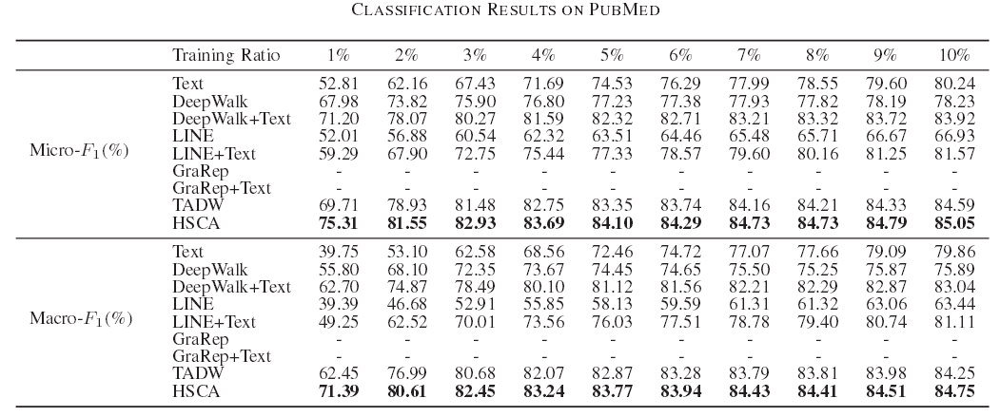 CLASSIFICATION RESULTS ON PUBMED
Training Ratio 1% 2% 3% 4% 5% 6% 7% 8% 9% 10%
Text 52.81 62.16 67.43 71.69 74.53 76.29 77.99 78.55 79.60 80.24
DeepWalk 67.98 73.82 75.90 76.80 77.23 77.38 77.93 77.82 78.19 78.23
DeepWalk+Text 71.20 78.07 80.27 81.59 82.32 82.71 83.21 83.32 83.72 83.92
LINE 52.01 56.88 60.54 62.32 63.51 64.46 65.48 65.71 66.67 66.93
Micro-F1(%) LINE+Text 59.29 67.90 72.75 75.44 77.33 78.57 79.60 80.16 81.25 81.57
GraRep - - - - - - - - - -
GraRep+Text - - - - - - - - - -
TADW 69.71 78.93 81.48 82.75 83.35 83.74 84.16 84.21 84.33 84.59
HSCA 75.31 81.55 82.93 83.69 84.10 84.29 84.73 84.73 84.79 85.05
Text 39.75 53.10 62.58 68.56 72.46 74.72 77.07 77.66 79.09 79.86
DeepWalk 55.80 68.10 72.35 73.67 74.45 74.65 75.50 75.25 75.87 75.89
DeepWalk+Text 62.70 74.87 78.49 80.10 81.12 81.56 82.21 82.29 82.87 83.04
LINE 39.39 46.68 52.91 55.85 58.13 59.59 61.31 61.32 63.06 63.44
Macro-F1(%) LINE+Text 49.25 62.52 70.01 73.56 76.03 77.51 78.78 79.40 80.74 81.11
GraRep - - - - - - - - - -
GraRep+Text - - - - - - - - - -
TADW 62.45 76.99 80.68 82.07 82.87 83.28 83.79 83.81 83.98 84.25
HSCA 71.39 80.61 82.45 83.24 83.77 83.94 84.43 84.41 84.51 84.75